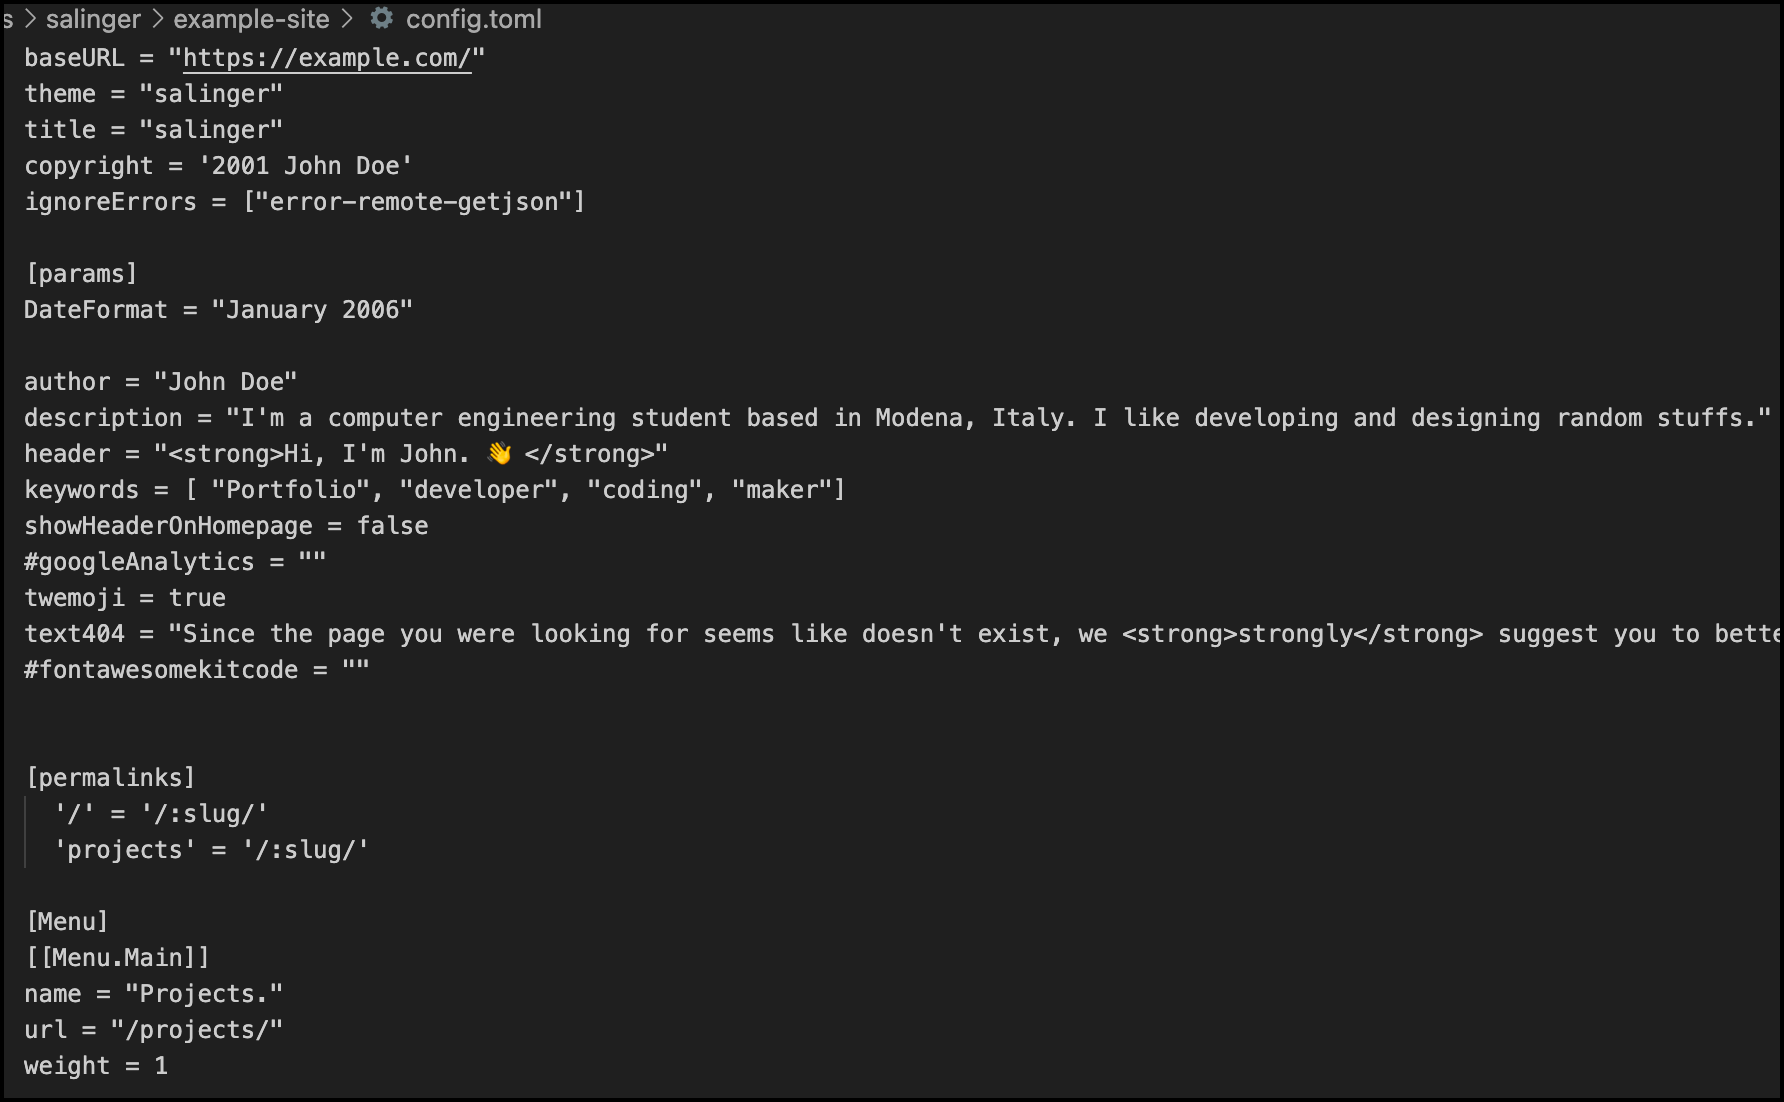 s > salinger > example-site > config.toml
baseURL = "https://example.com/"
theme = "salinger"
title = "salinger"
copyright = '2001 John Doe'
ignoreErrors = ["error-remote-getjson"]
[params]
DateFormat = "January 2006"
author = "John Doe"
description = "I'm a computer engineering student based in Modena, Italy. I like developing and designing random stuffs."
header = "<strong>Hi, I'm John. 👋 </strong>"
keywords = [ "Portfolio", "developer", "coding", "maker"]
showHeaderOnHomepage = false
#googleAnalytics = ""
twemoji = true
text404 = "Since the page you were looking for seems like doesn't exist, we <strong>strongly</strong> suggest you to bette
#fontawesomekitcode = ""
[permalinks]
'/' = '/:slug/'
'projects' = '/:slug/'
[Menu]
[[Menu.Main]]
name = "Projects."
url = "/projects/"
weight = 1